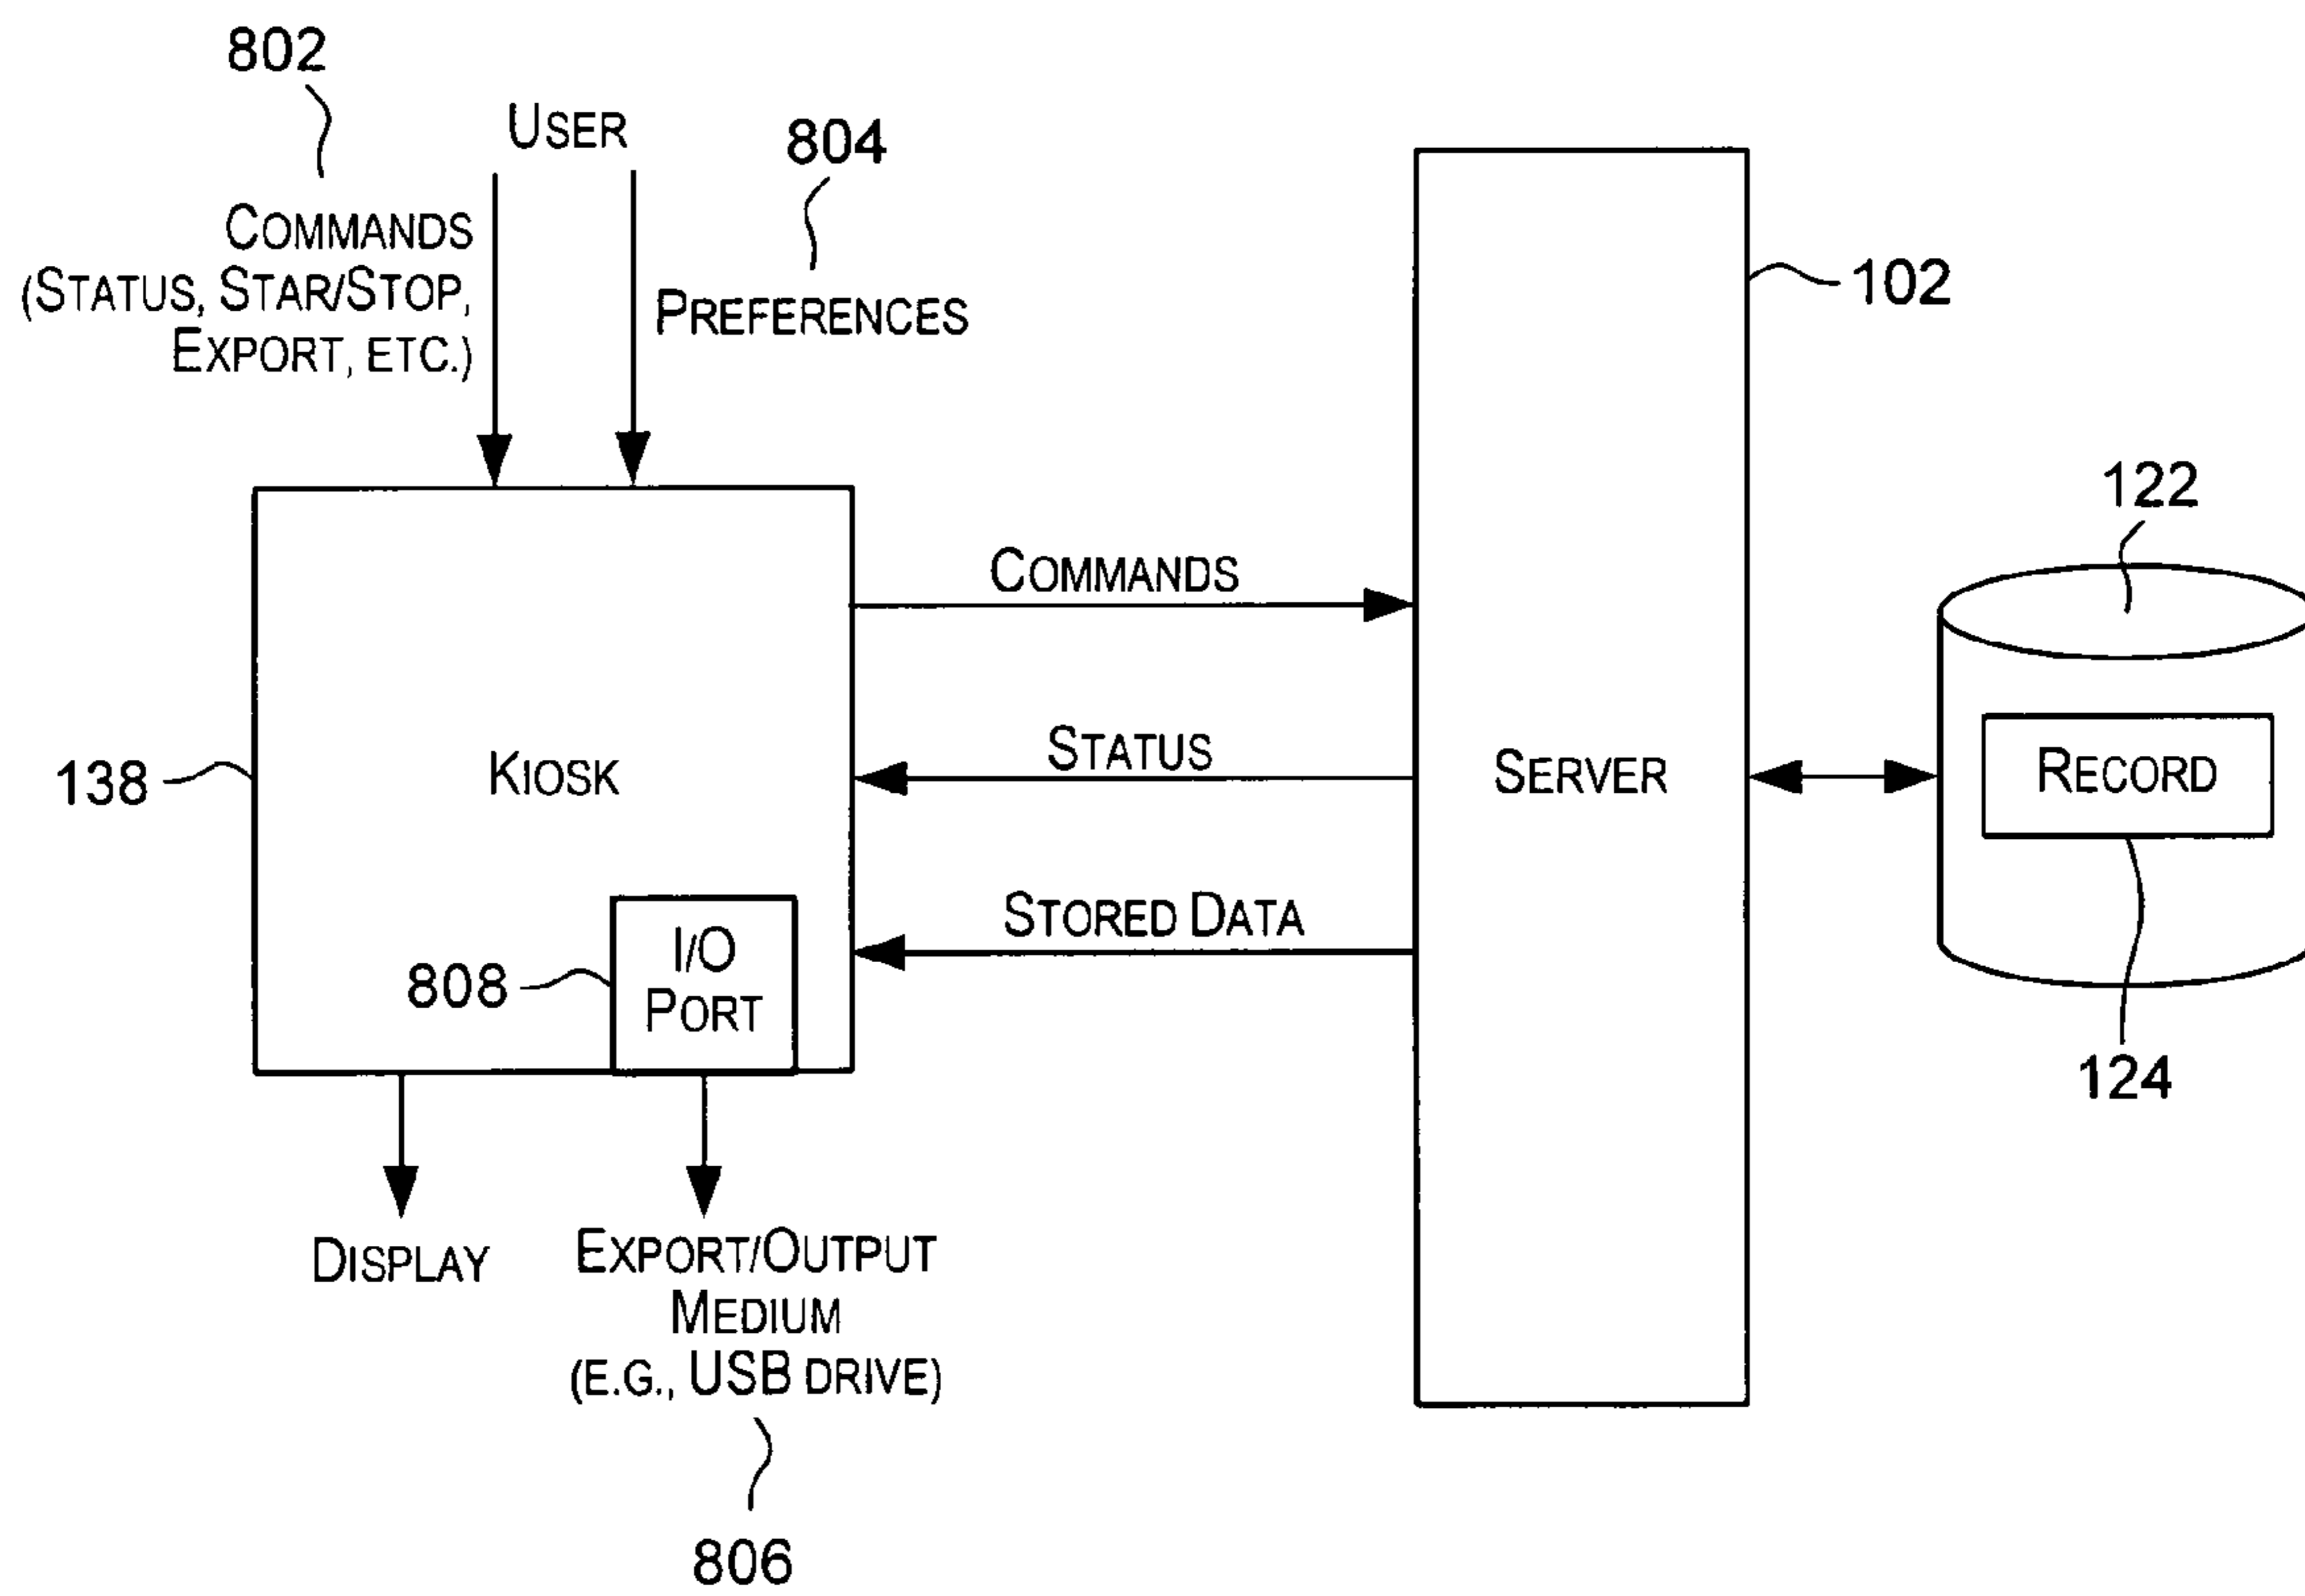 802
USER
804
COMMANDS
(STATUS, STAR/STOP,
EXPORT, ETC.)
PREFERENCES
102
122
COMMANDS
138
KIOSK
STATUS
SERVER
RECORD
STORED DATA
808
I/O
PORT
124
DISPLAY
EXPORT/OUTPUT
MEDIUM
(E.G., USB DRIVE)
806